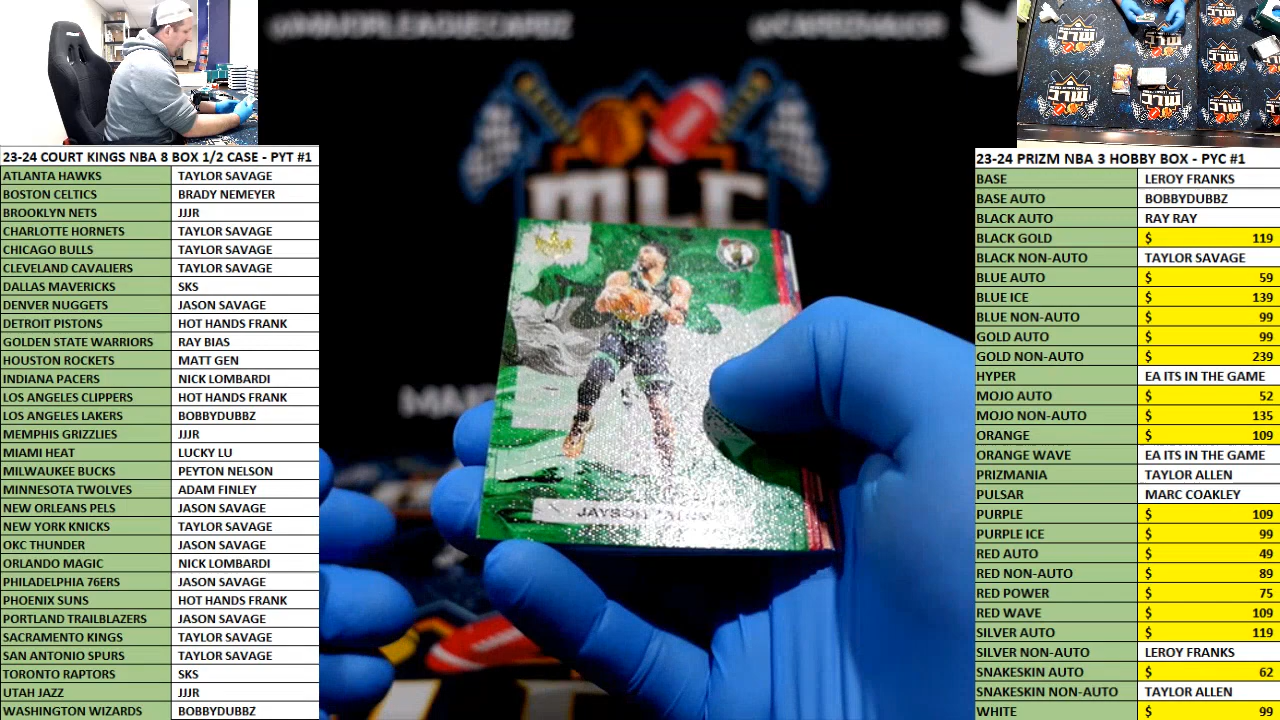 MLC
JAYSON TATUM
23-24 COURT KINGS NBA 8 BOX 1/2 CASE - PYT #1
ATLANTA HAWKS TAYLOR SAVAGE
BOSTON CELTICS BRADY NEMEYER
BROOKLYN NETS JJJR
CHARLOTTE HORNETS TAYLOR SAVAGE
CHICAGO BULLS TAYLOR SAVAGE
CLEVELAND CAVALIERS TAYLOR SAVAGE
DALLAS MAVERICKS SKS
DENVER NUGGETS JASON SAVAGE
DETROIT PISTONS HOT HANDS FRANK
GOLDEN STATE WARRIORS RAY BIAS
HOUSTON ROCKETS MATT GEN
INDIANA PACERS NICK LOMBARDI
LOS ANGELES CLIPPERS HOT HANDS FRANK
LOS ANGELES LAKERS BOBBYDUBBZ
MEMPHIS GRIZZLIES JJJR
MIAMI HEAT LUCKY LU
MILWAUKEE BUCKS PEYTON NELSON
MINNESOTA TWOLVES ADAM FINLEY
NEW ORLEANS PELS JASON SAVAGE
NEW YORK KNICKS TAYLOR SAVAGE
OKC THUNDER JASON SAVAGE
ORLANDO MAGIC NICK LOMBARDI
PHILADELPHIA 76ERS JASON SAVAGE
PHOENIX SUNS HOT HANDS FRANK
PORTLAND TRAILBLAZERS JASON SAVAGE
SACRAMENTO KINGS TAYLOR SAVAGE
SAN ANTONIO SPURS TAYLOR SAVAGE
TORONTO RAPTORS SKS
UTAH JAZZ JJJR
WASHINGTON WIZARDS BOBBYDUBBZ
23-24 PRIZM NBA 3 HOBBY BOX - PYC #1
BASE LEROY FRANKS
BASE AUTO BOBBYDUBBZ
BLACK AUTO RAY RAY
BLACK GOLD $ 119
BLACK NON-AUTO TAYLOR SAVAGE
BLUE AUTO $ 59
BLUE ICE $ 139
BLUE NON-AUTO $ 99
GOLD AUTO $ 99
GOLD NON-AUTO $ 239
HYPER EA ITS IN THE GAME
MOJO AUTO $ 52
MOJO NON-AUTO $ 135
ORANGE $ 109
ORANGE WAVE EA ITS IN THE GAME
PRIZMANIA TAYLOR ALLEN
PULSAR MARC COAKLEY
PURPLE $ 109
PURPLE ICE $ 99
RED AUTO $ 49
RED NON-AUTO $ 89
RED POWER $ 75
RED WAVE $ 109
SILVER AUTO $ 119
SILVER NON-AUTO LEROY FRANKS
SNAKESKIN AUTO $ 62
SNAKESKIN NON-AUTO TAYLOR ALLEN
WHITE $ 99